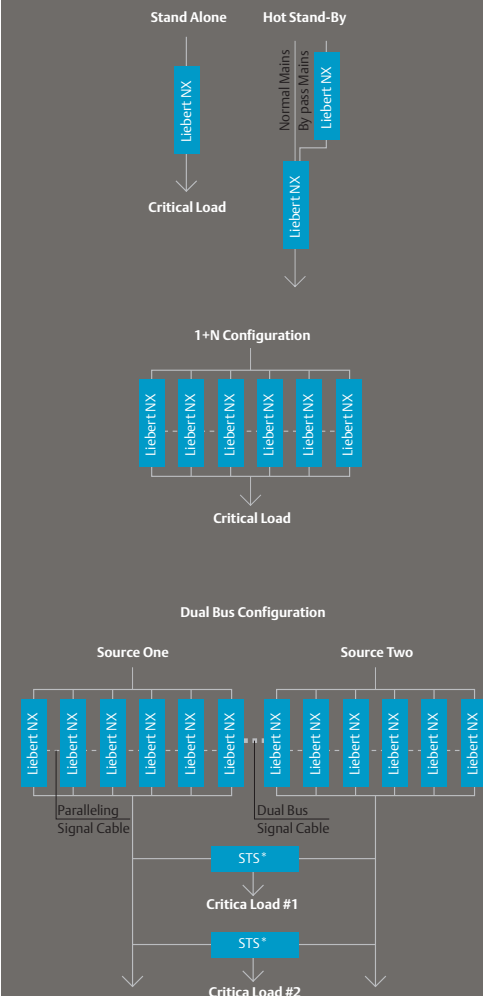 Stand Alone
Hot Stand-By
Liebert NX
Critical Load
Normal Mains
By pass Mains
Liebert NX
Liebert NX
1+N Configuration
Liebert NX
Liebert NX
Liebert NX
Liebert NX
Liebert NX
Liebert NX
Critical Load
Dual Bus Configuration
Source One
Source Two
Liebert NX
Liebert NX
Liebert NX
Liebert NX
Liebert NX
Liebert NX
Liebert NX
Liebert NX
Liebert NX
Liebert NX
Liebert NX
Liebert NX
Paralleling
Signal Cable
Dual Bus
Signal Cable
STS*
Critica Load #1
STS*
Critica Load #2